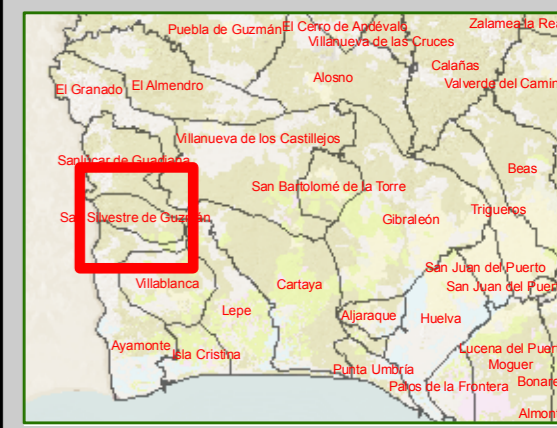 Puebla de Guzmán
El Cerro de Andévalo
Zalamea la Rea
Villanueva de las Cruces
Calañas
El Granado
El Almendro
Alosno
Valverde del Camin
Villanueva de los Castillejos
Sanlúcar de Guadiana
Beas
San Bartolomé de la Torre
Trigueros
San Silvestre de Guzmán
Gibraleón
San Juan del Puerto
San Juan del Puer
Villablanca
Cartaya
Lepe
Aljaraque
Huelva
Ayamonte
Isla Cristina
Lucena del Puer
Moguer
Punta Umbría
Palos de la Frontera
Bonare
Almon